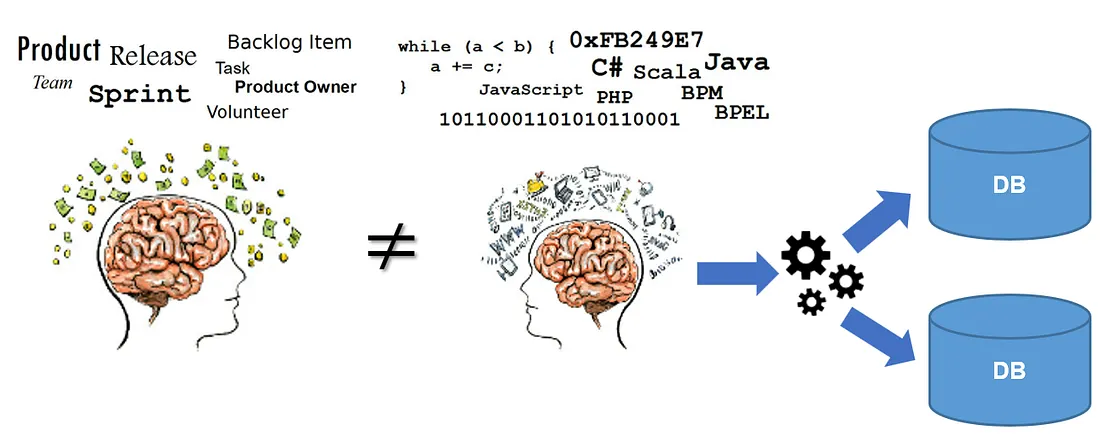 Product Release
Backlog Item
Team
Sprint
Task
Product Owner
Volunteer
while (a < b) {
a += c;
}
0xFB249E7
C# Scala Java
JavaScript PHP BPM
BPEL
10110001101010110001
≠
WWW
DB
DB